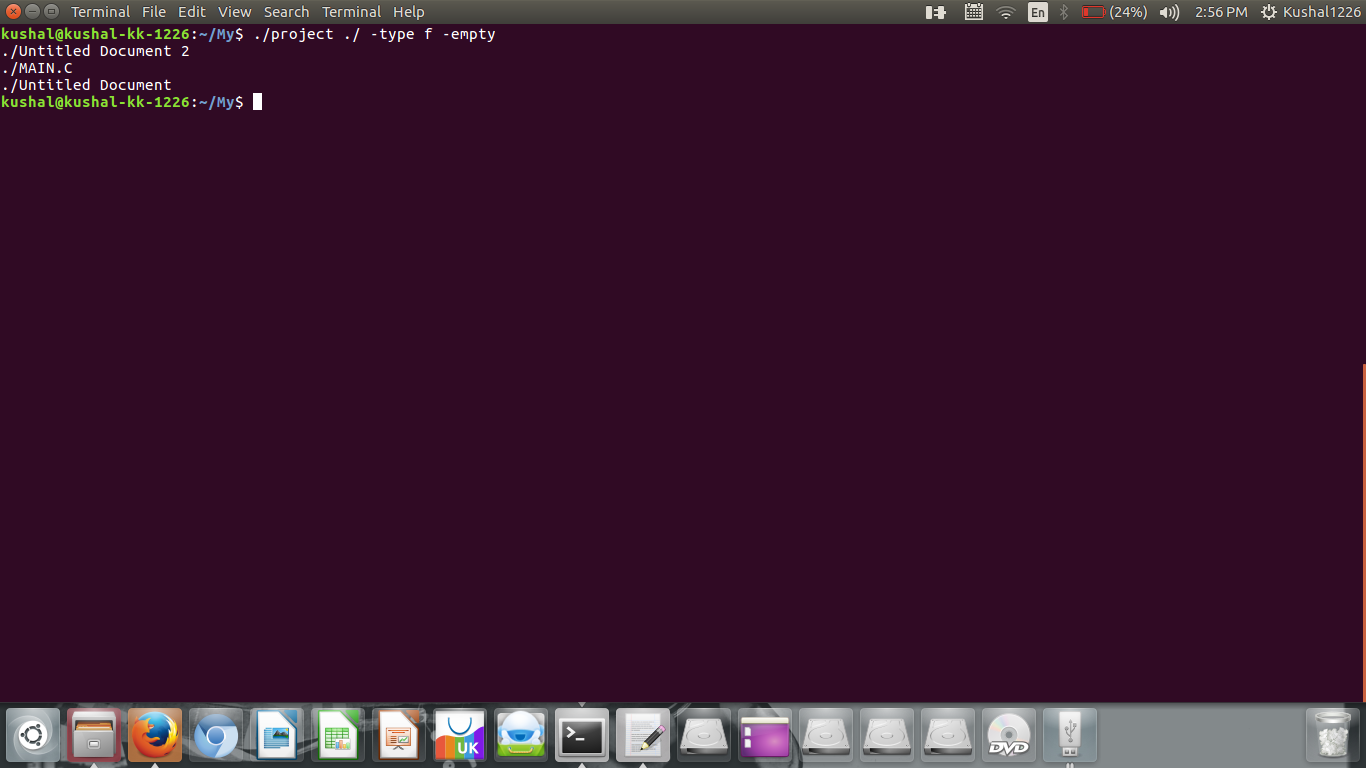 Terminal File Edit View Search Terminal Help En (24%) 2:56 PM Kushal1226
kushal@kushal-kk-1226:~/My$ ./project ./ -type f -empty
./Untitled Document 2
./MAIN.C
./Untitled Document
kushal@kushal-kk-1226:~/My$
>_ UK DVD